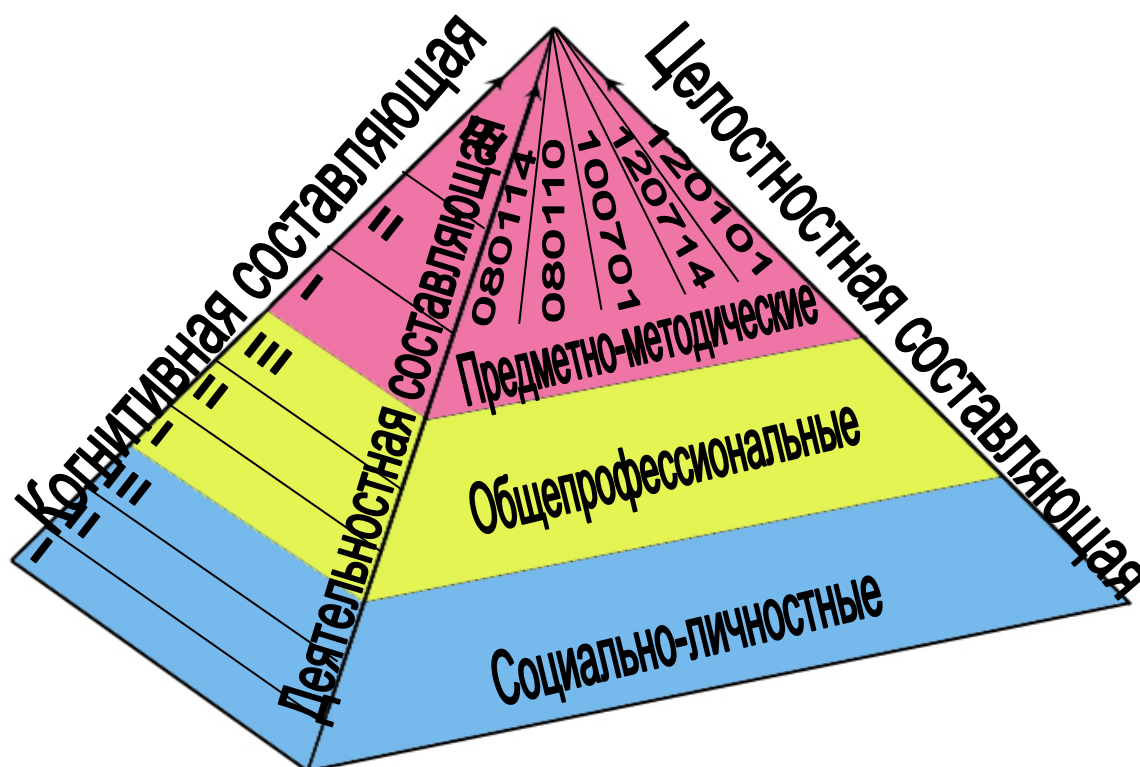 Когнитивная составляющая
Деятельностная составляющая
Целостностная составляющая
III
II
I
III
II
I
III
II
I
080114
080110
100701
120714
120101
Предметно-методические
Общепрофессиональные
Социально-личностные